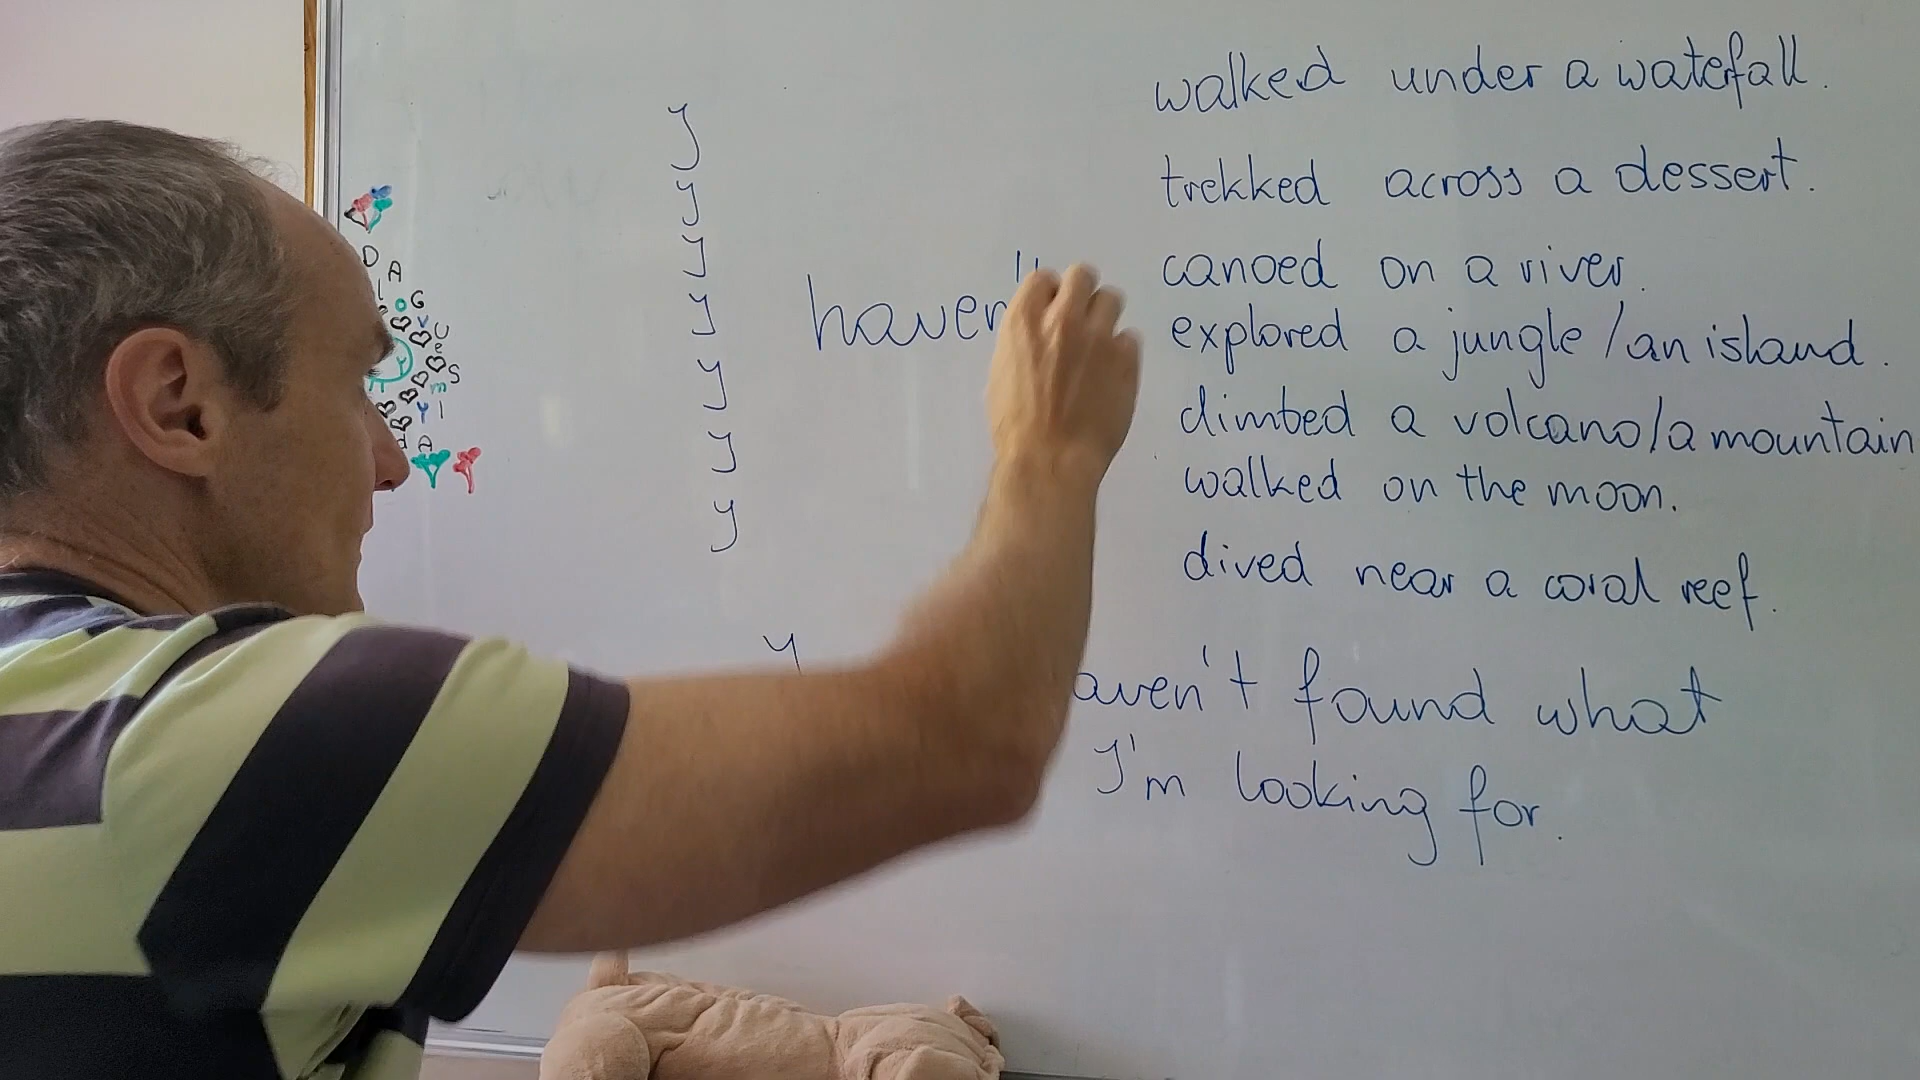 I
I
I
I
I
I
I
haven't
walked under a waterfall.
trekked across a dessert.
canoed on a river.
explored a jungle / an island.
climbed a volcano / a mountain
walked on the moon.
dived near a coral reef.
I aven't found what
I'm looking for.